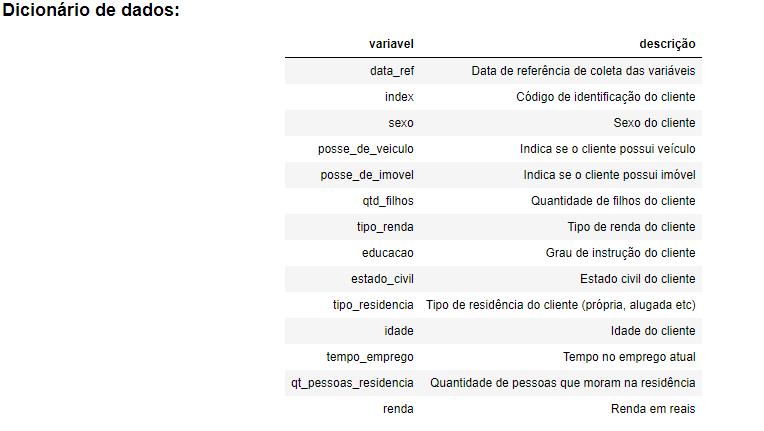 Dicionário de dados:
variavel descrição
data_ref Data de referência de coleta das variáveis
index Código de identificação do cliente
sexo Sexo do cliente
posse_de_veiculo Indica se o cliente possui veículo
posse_de_imovel Indica se o cliente possui imóvel
qtd_filhos Quantidade de filhos do cliente
tipo_renda Tipo de renda do cliente
educacao Grau de instrução do cliente
estado_civil Estado civil do cliente
tipo_residencia Tipo de residência do cliente (própria, alugada etc)
idade Idade do cliente
tempo_emprego Tempo no emprego atual
qt_pessoas_residencia Quantidade de pessoas que moram na residência
renda Renda em reais